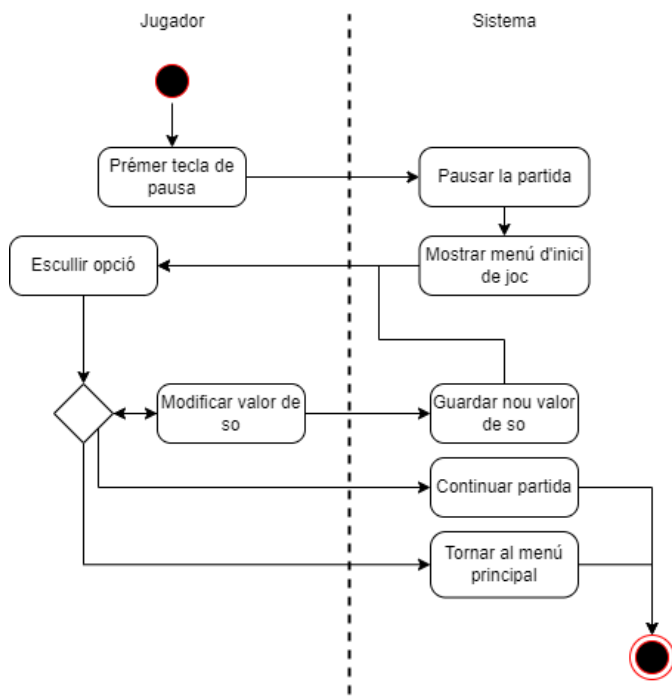 Jugador
Sistema
Prémer tecla de
pausa
Pausar la partida
Escullir opció
Mostrar menú d'inici
de joc
Modificar valor de
so
Guardar nou valor
de so
Continuar partida
Tornar al menú
principal